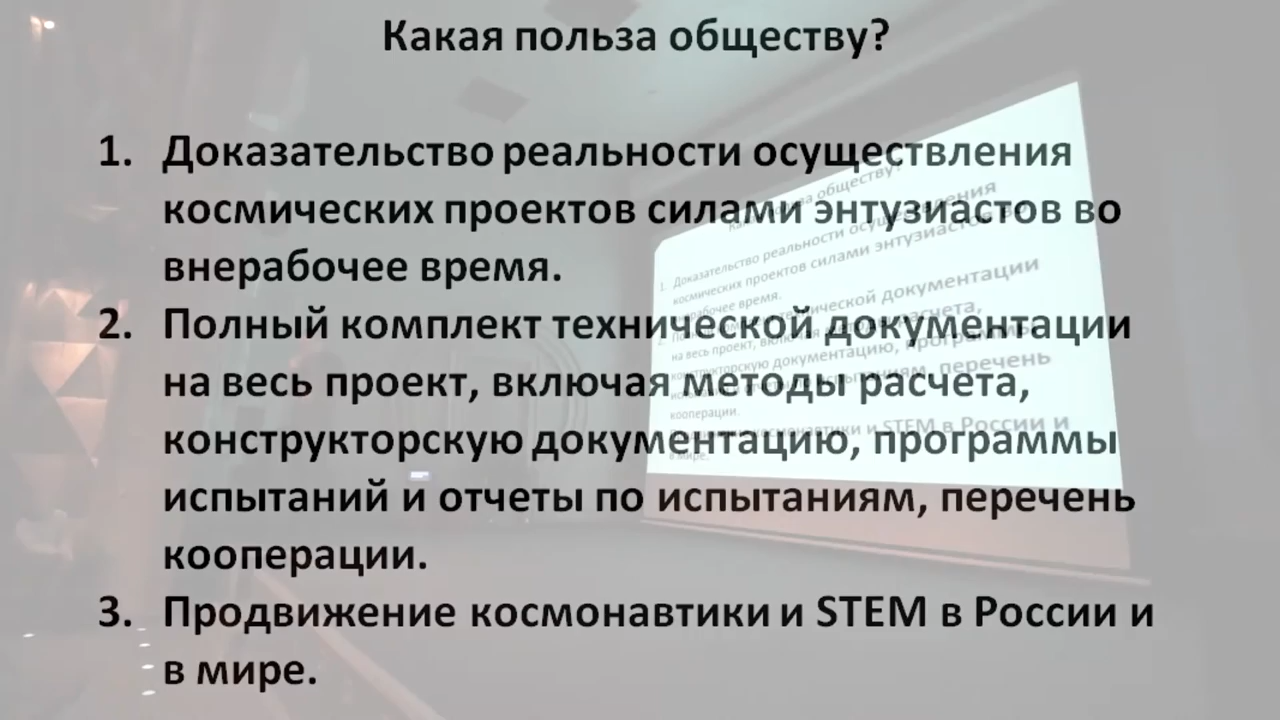 Какая польза обществу?
1. Доказательство реальности осуществления
космических проектов силами энтузиастов во
внерабочее время.
2. Полный комплект технической документации
на весь проект, включая методы расчета,
конструкторскую документацию, программы
испытаний и отчеты по испытаниям, перечень
кооперации.
3. Продвижение космонавтики и STEM в России и
в мире.